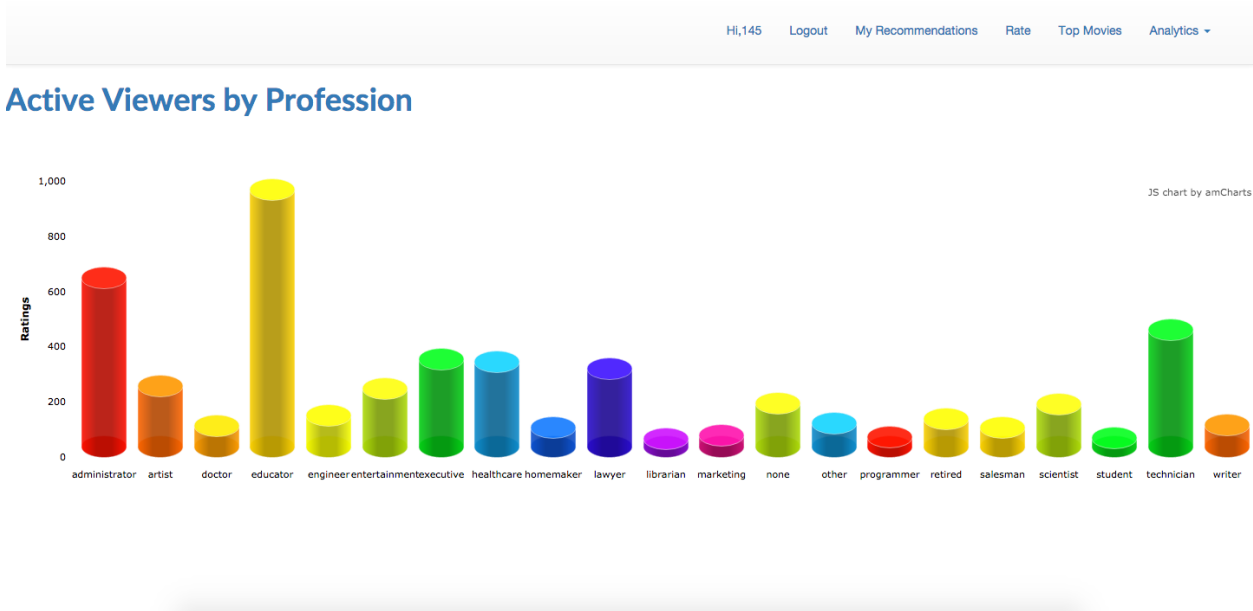 Hi,145 Logout My Recommendations Rate Top Movies Analytics
Active Viewers by Profession
JS chart by amCharts
Ratings
1,000
800
600
400
200
0
administrator artist doctor educator engineer entertainment executive healthcare homemaker lawyer librarian marketing none other programmer retired salesman scientist student technician writer